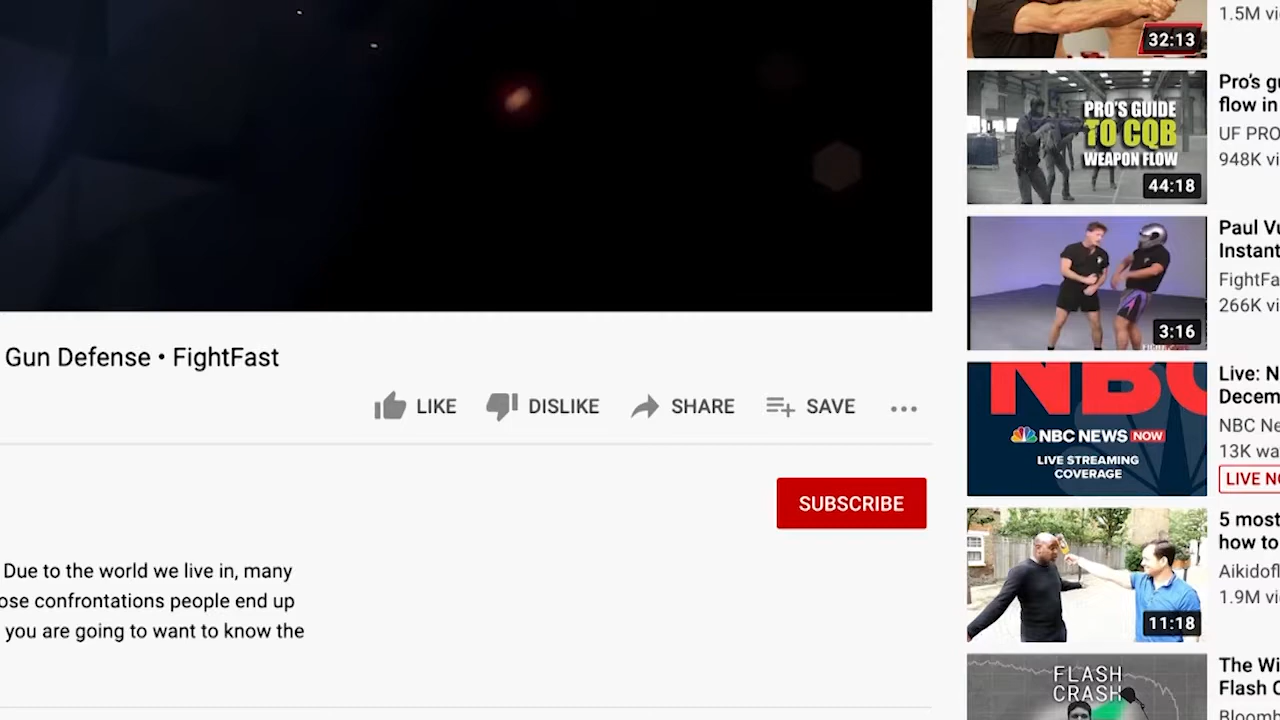 Gun Defense • FightFast
LIKE
DISLIKE
SHARE
SAVE
SUBSCRIBE
Due to the world we live in, many
ose confrontations people end up
you are going to want to know the
1.5M vi
32:13
PRO'S GUIDE
TO CQB
WEAPON FLOW
44:18
Pro's gu
flow in
UF PRO
948K vi
3:16
Paul Vu
Instant
FightFa
266K vi
NBC
NBC NEWS NOW
LIVE STREAMING
COVERAGE
Live: N
Decem
NBC Ne
13K wa
LIVE NO
11:18
5 most
how to
Aikidofl
1.9M vi
FLASH
CRASH
The Wi
Flash C
Bloomb